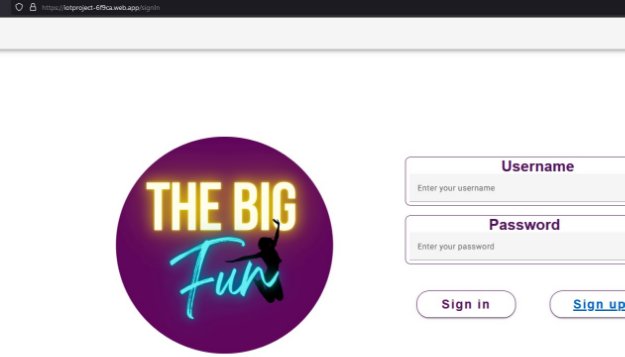 https://iotproject-6f9ca.web.app/signIn
THE BIG
Fun
Username
Enter your username
Password
Enter your password
Sign in
Sign up